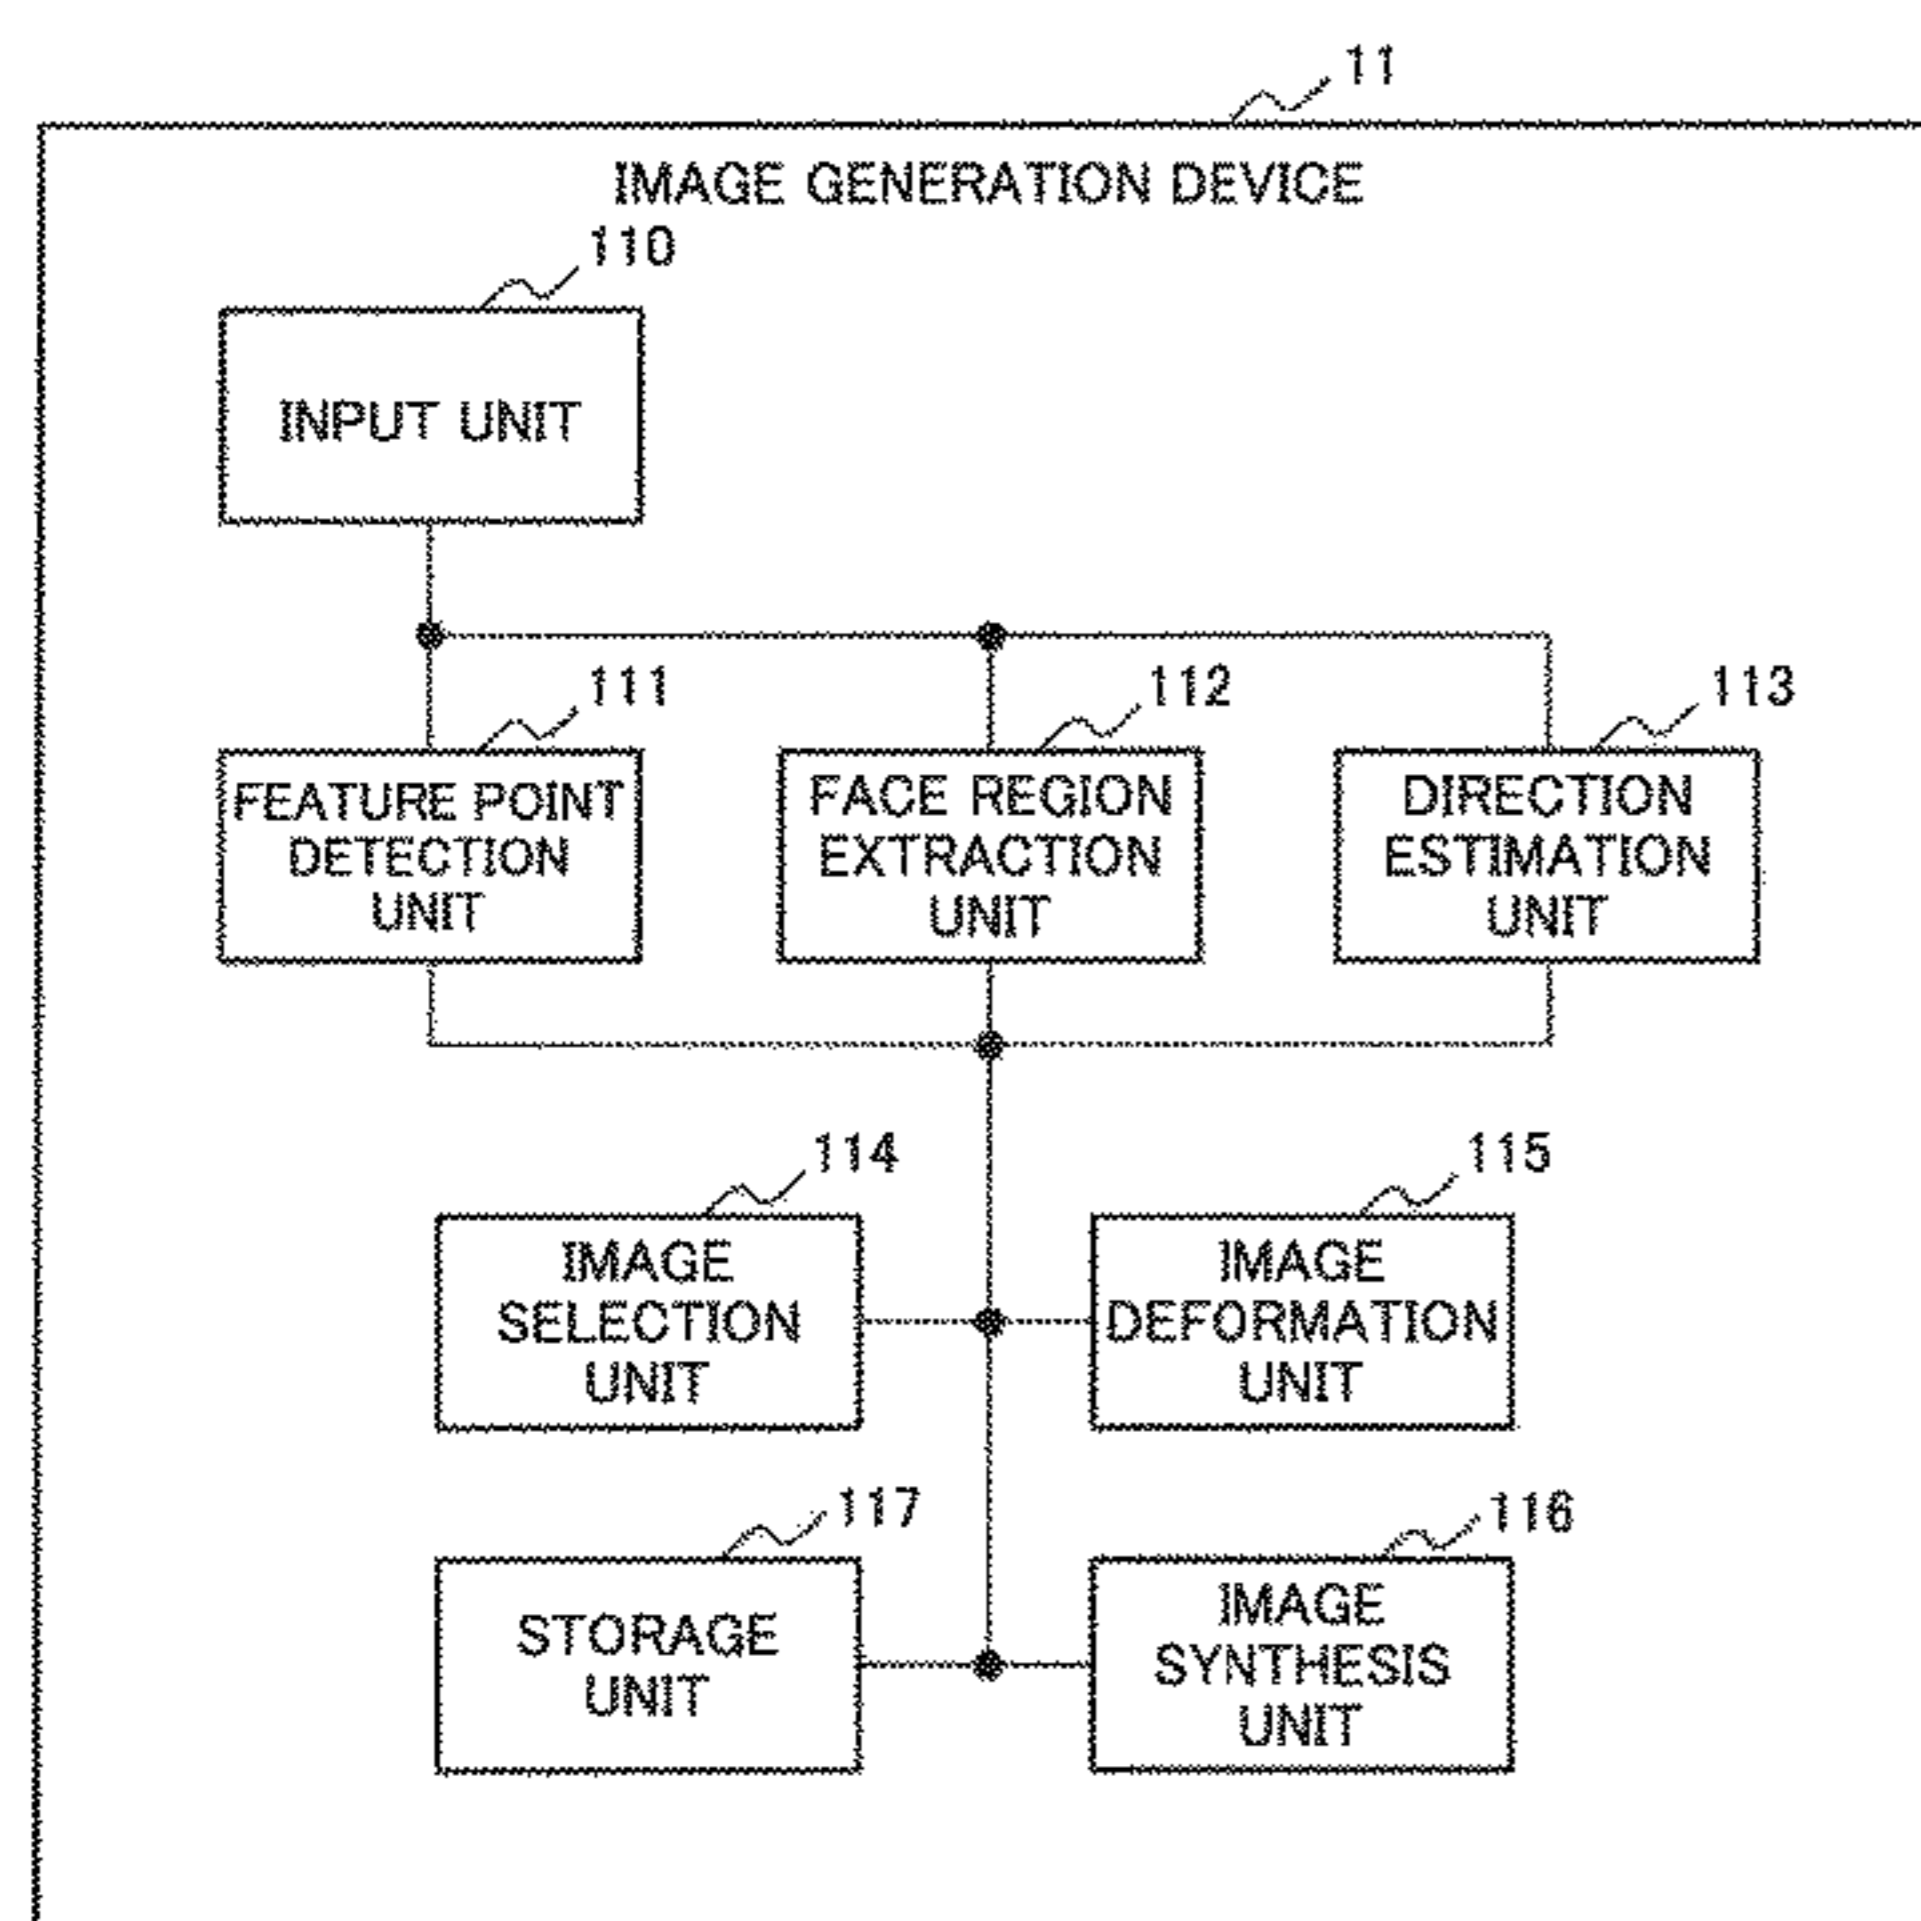 11
IMAGE GENERATION DEVICE
110
INPUT UNIT
111
FEATURE POINT
DETECTION
UNIT
112
FACE REGION
EXTRACTION
UNIT
113
DIRECTION
ESTIMATION
UNIT
114
IMAGE
SELECTION
UNIT
115
IMAGE
DEFORMATION
UNIT
117
STORAGE
UNIT
116
IMAGE
SYNTHESIS
UNIT